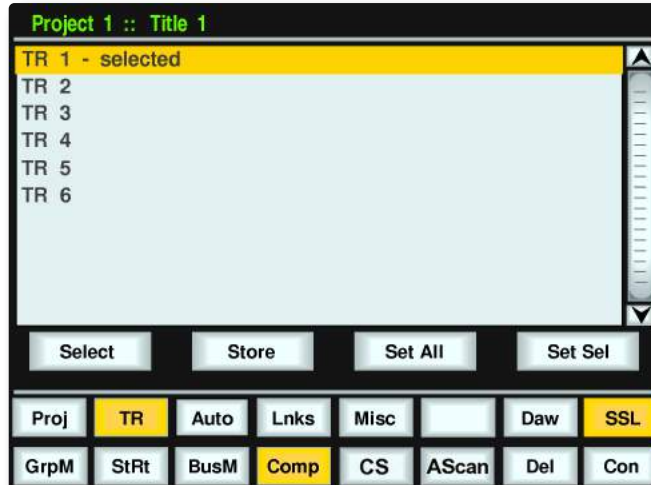 Project 1 :: Title 1
TR 1 - selected
TR 2
TR 3
TR 4
TR 5
TR 6
Select Store Set All Set Sel
Proj TR Auto Lnks Misc Daw SSL
GrpM StRt BusM Comp CS AScan Del Con